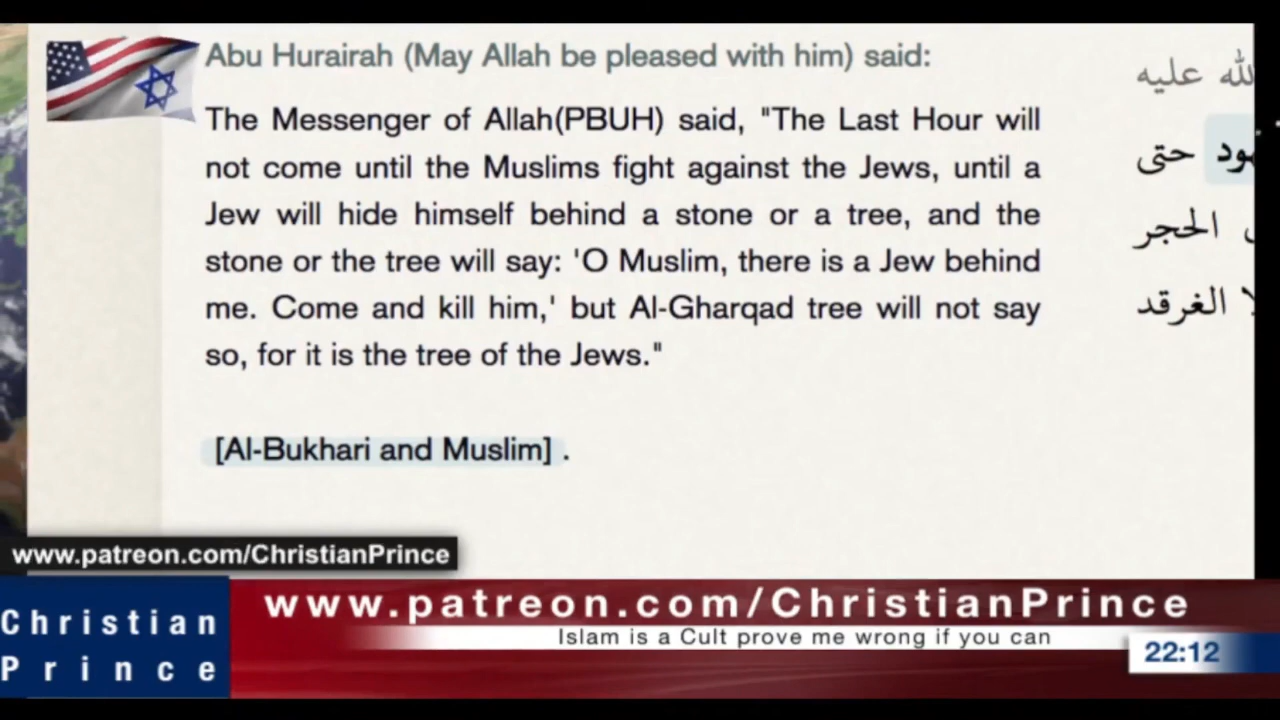 Abu Hurairah (May Allah be pleased with him) said:
The Messenger of Allah(PBUH) said, "The Last Hour will
not come until the Muslims fight against the Jews, until a
Jew will hide himself behind a stone or a tree, and the
stone or the tree will say: 'O Muslim, there is a Jew behind
me. Come and kill him,' but Al-Gharqad tree will not say
so, for it is the tree of the Jews."
[Al-Bukhari and Muslim] .
الله عليه
حتى
الحجر
الغرقد
www.patreon.com/ChristianPrince
www.patreon.com/ChristianPrince
Islam is a Cult prove me wrong if you can
Christian
Prince
22:12